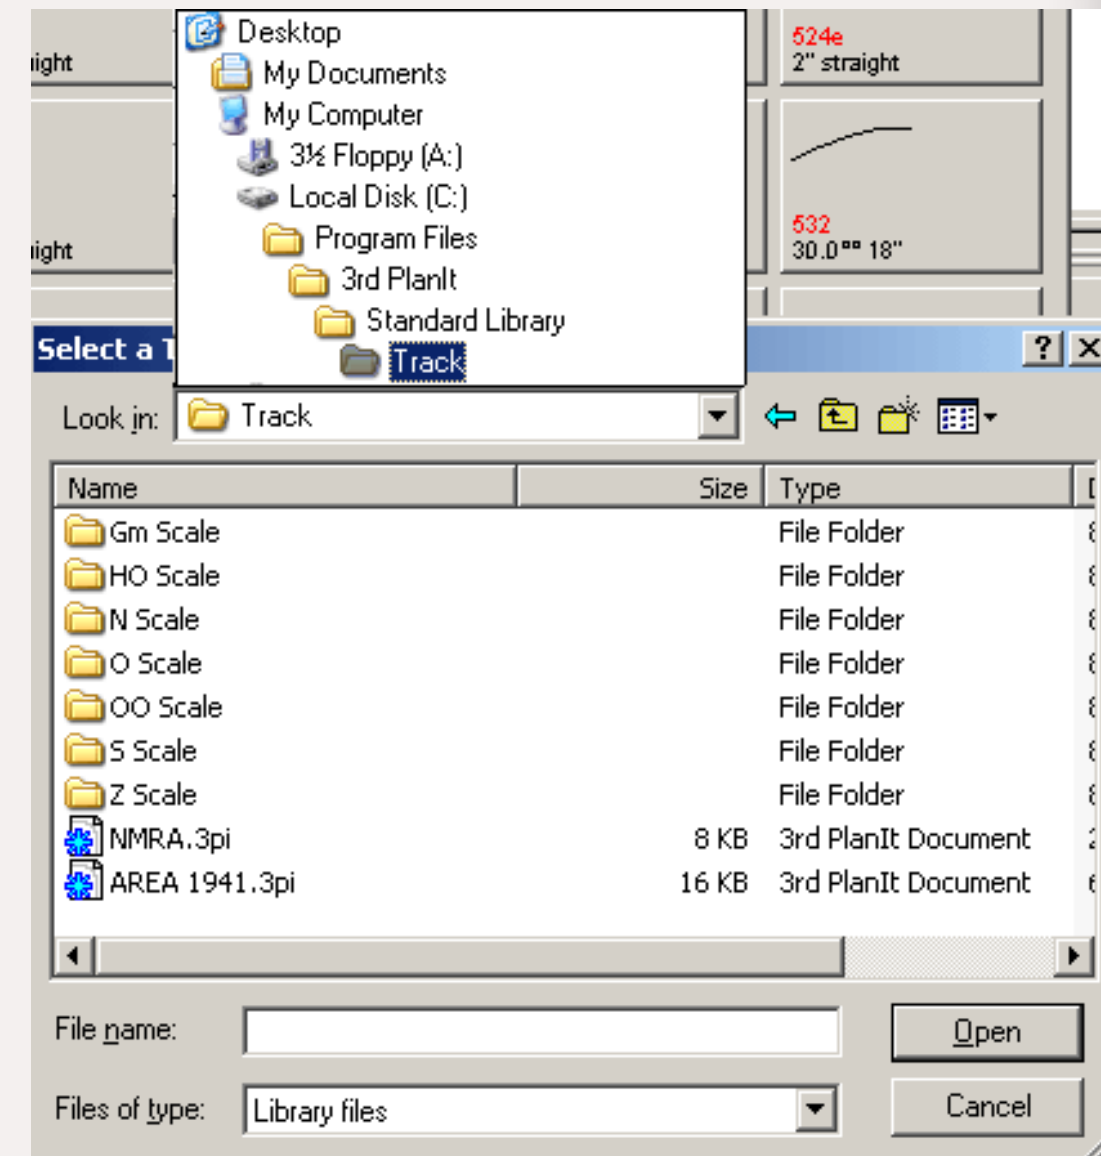 Desktop
My Documents
My Computer
3½ Floppy (A:)
Local Disk (C:)
Program Files
3rd PlanIt
Standard Library
Track
524e
2" straight
532
30.0°° 18"
Select a
?
Look in: Track
Name Size Type
Gm Scale File Folder
HO Scale File Folder
N Scale File Folder
O Scale File Folder
OO Scale File Folder
S Scale File Folder
Z Scale File Folder
NMRA.3pi 8 KB 3rd PlanIt Document
AREA 1941.3pi 16 KB 3rd PlanIt Document
File name:
Open
Files of type: Library files
Cancel